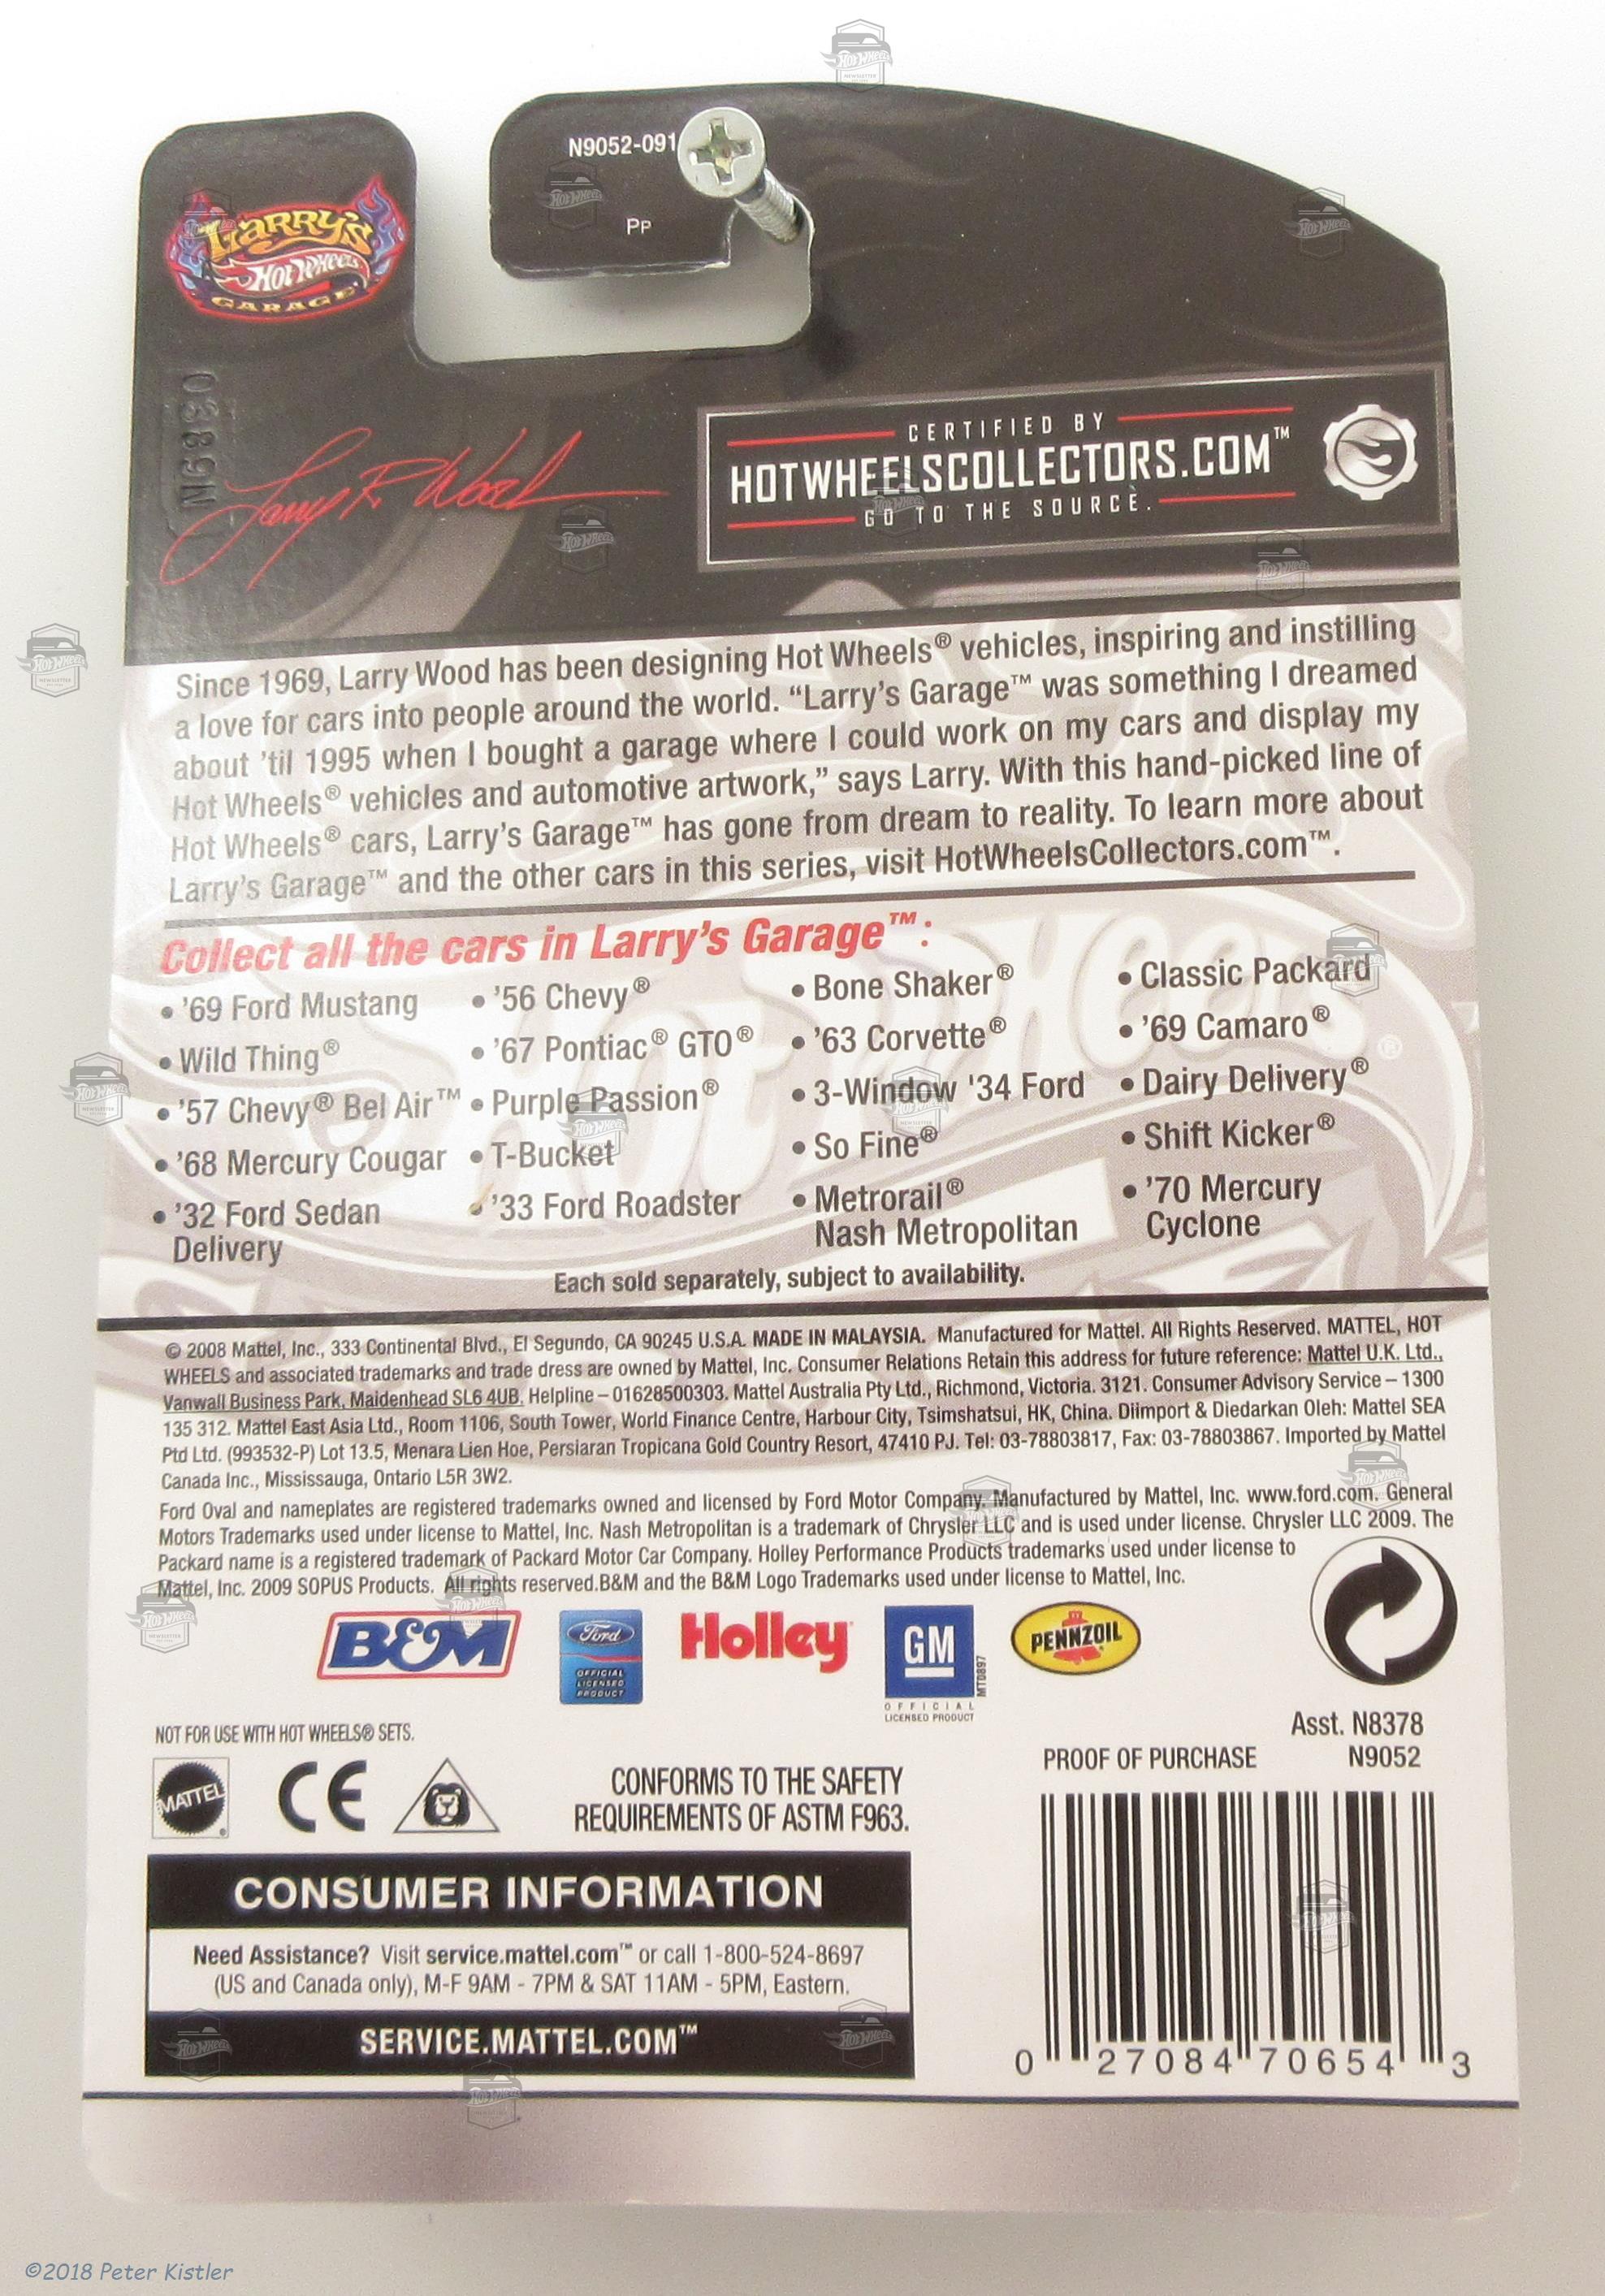 N9052-091
Pp
LARRY'S
HOT WHEELS
GARAGE
0389N
Larry R Wood
CERTIFIED BY
HOTWHEELSCOLLECTORS.COM™
GO TO THE SOURCE.
Since 1969, Larry Wood has been designing Hot Wheels® vehicles, inspiring and instilling
a love for cars into people around the world. “Larry’s Garage™ was something I dreamed
about ’til 1995 when I bought a garage where I could work on my cars and display my
Hot Wheels® vehicles and automotive artwork,” says Larry. With this hand-picked line of
Hot Wheels® cars, Larry’s Garage™ has gone from dream to reality. To learn more about
Larry’s Garage™ and the other cars in this series, visit HotWheelsCollectors.com™.
Collect all the cars in Larry’s Garage™:
• ’69 Ford Mustang
• Wild Thing®
• ’57 Chevy® Bel Air™
• ’68 Mercury Cougar
• ’32 Ford Sedan
Delivery
• ’56 Chevy®
• ’67 Pontiac® GTO®
• Purple Passion®
• T-Bucket
• ’33 Ford Roadster
• Bone Shaker®
• ’63 Corvette®
• 3-Window '34 Ford
• So Fine®
• Metrorail®
Nash Metropolitan
• Classic Packard
• ’69 Camaro®
• Dairy Delivery®
• Shift Kicker®
• ’70 Mercury
Cyclone
Each sold separately, subject to availability.
© 2008 Mattel, Inc., 333 Continental Blvd., El Segundo, CA 90245 U.S.A. MADE IN MALAYSIA. Manufactured for Mattel. All Rights Reserved. MATTEL, HOT
WHEELS and associated trademarks and trade dress are owned by Mattel, Inc. Consumer Relations Retain this address for future reference: Mattel U.K. Ltd.,
Vanwall Business Park, Maidenhead SL6 4UB. Helpline – 01628500303. Mattel Australia Pty Ltd., Richmond, Victoria. 3121. Consumer Advisory Service – 1300
135 312. Mattel East Asia Ltd., Room 1106, South Tower, World Finance Centre, Harbour City, Tsimshatsui, HK, China. Diimport & Diedarkan Oleh: Mattel SEA
Ptd Ltd. (993532-P) Lot 13.5, Menara Lien Hoe, Persiaran Tropicana Gold Country Resort, 47410 PJ. Tel: 03-78803817, Fax: 03-78803867. Imported by Mattel
Canada Inc., Mississauga, Ontario L5R 3W2.
Ford Oval and nameplates are registered trademarks owned and licensed by Ford Motor Company. Manufactured by Mattel, Inc. www.ford.com. General
Motors Trademarks used under license to Mattel, Inc. Nash Metropolitan is a trademark of Chrysler LLC and is used under license. Chrysler LLC 2009. The
Packard name is a registered trademark of Packard Motor Car Company. Holley Performance Products trademarks used under license to
Mattel, Inc. 2009 SOPUS Products. All rights reserved.B&M and the B&M Logo Trademarks used under license to Mattel, Inc.
B&M
Ford
OFFICIAL
LICENSED
PRODUCT
Holley
GM
MT0897
OFFICIAL
LICENSED PRODUCT
PENNZOIL
NOT FOR USE WITH HOT WHEELS® SETS.
MATTEL
CE
CONFORMS TO THE SAFETY
REQUIREMENTS OF ASTM F963.
Asst. N8378
PROOF OF PURCHASE N9052
CONSUMER INFORMATION
Need Assistance? Visit service.mattel.com™ or call 1-800-524-8697
(US and Canada only), M-F 9AM - 7PM & SAT 11AM - 5PM, Eastern.
SERVICE.MATTEL.COM™
0 27084 70654 3
©2018 Peter Kistler
HOT WHEELS
NEWSLETTER